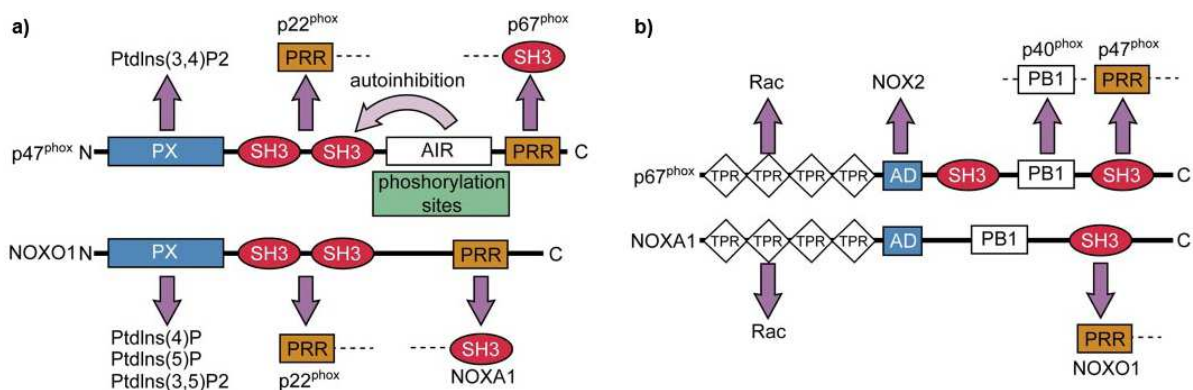 a)
p22phox
p67phox
PtdIns(3,4)P2
PRR
SH3
autoinhibition
p47phox N PX SH3 SH3 AIR PRR C
phoshorylation
sites
NOXO1 N PX SH3 SH3 PRR C
PtdIns(4)P
PtdIns(5)P
PtdIns(3,5)P2
PRR
p22phox
SH3
NOXA1
b)
p40phox
p47phox
Rac
NOX2
PB1
PRR
p67phox TPR TPR TPR TPR AD SH3 PB1 SH3 C
NOXA1 TPR TPR TPR TPR AD PB1 SH3 C
Rac
PRR
NOXO1